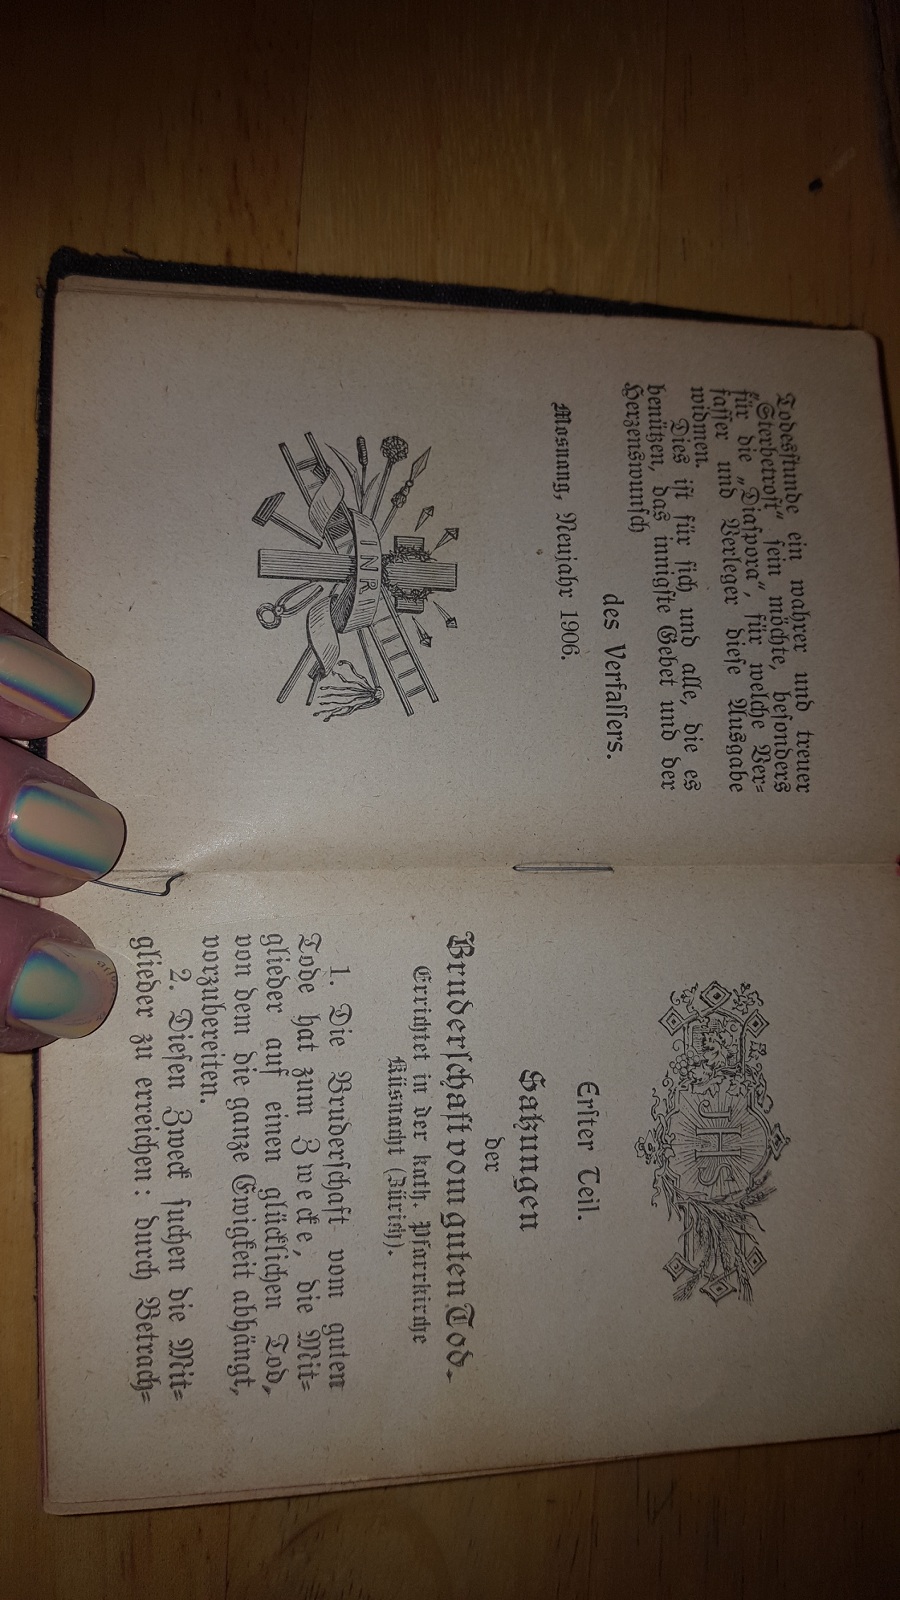 Todesstunde ein wahrer und treuer
„Sterbetrost“ sein möchte, besonders
für die „Diaspora“, für welche Ver-
fasser und Verleger diese Ausgabe
widmen.
Dies ist für sich und alle, die es
benützen, das innigste Gebet und der
Herzenswunsch
des Verfassers.
Mosnang, Neujahr 1906.
INRI
JHS
Erster Teil.
Satzungen
der
Bruderschaft vom guten Tod.
Errichtet in der kath. Pfarrkirche
Küsnacht (Zürich).
1. Die Bruderschaft vom guten
Tode hat zum Zwecke, die Mit-
glieder auf einen glücklichen Tod,
von dem die ganze Ewigkeit abhängt,
vorzubereiten.
2. Diesen Zweck suchen die Mit-
glieder zu erreichen: durch Betrach-